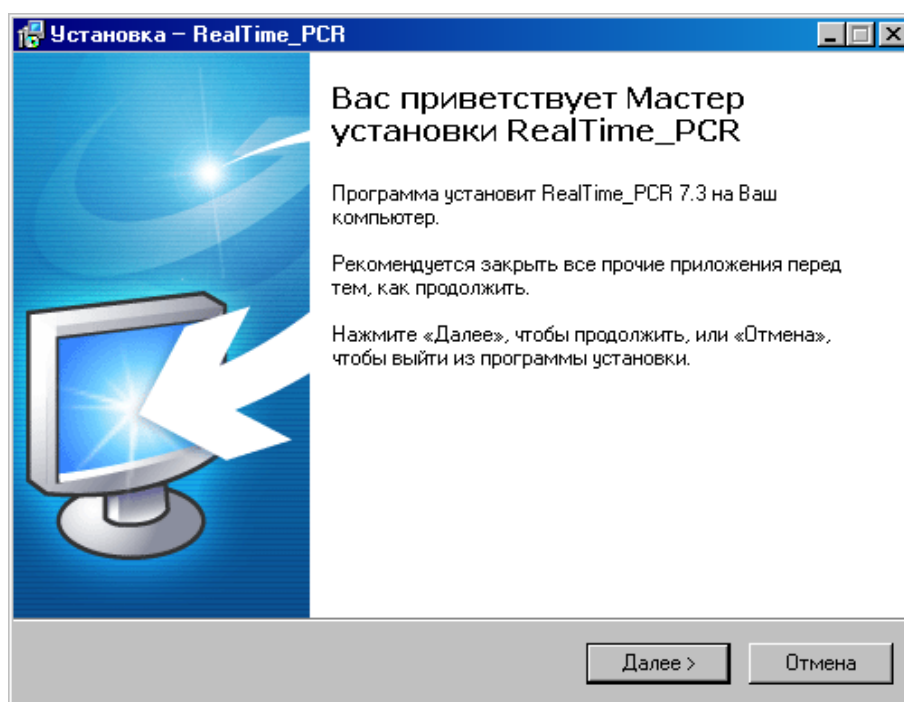 Установка – RealTime_PCR
Вас приветствует Мастер
установки RealTime_PCR
Программа установит RealTime_PCR 7.3 на Ваш
компьютер.
Рекомендуется закрыть все прочие приложения перед
тем, как продолжить.
Нажмите «Далее», чтобы продолжить, или «Отмена»,
чтобы выйти из программы установки.
Далее >
Отмена